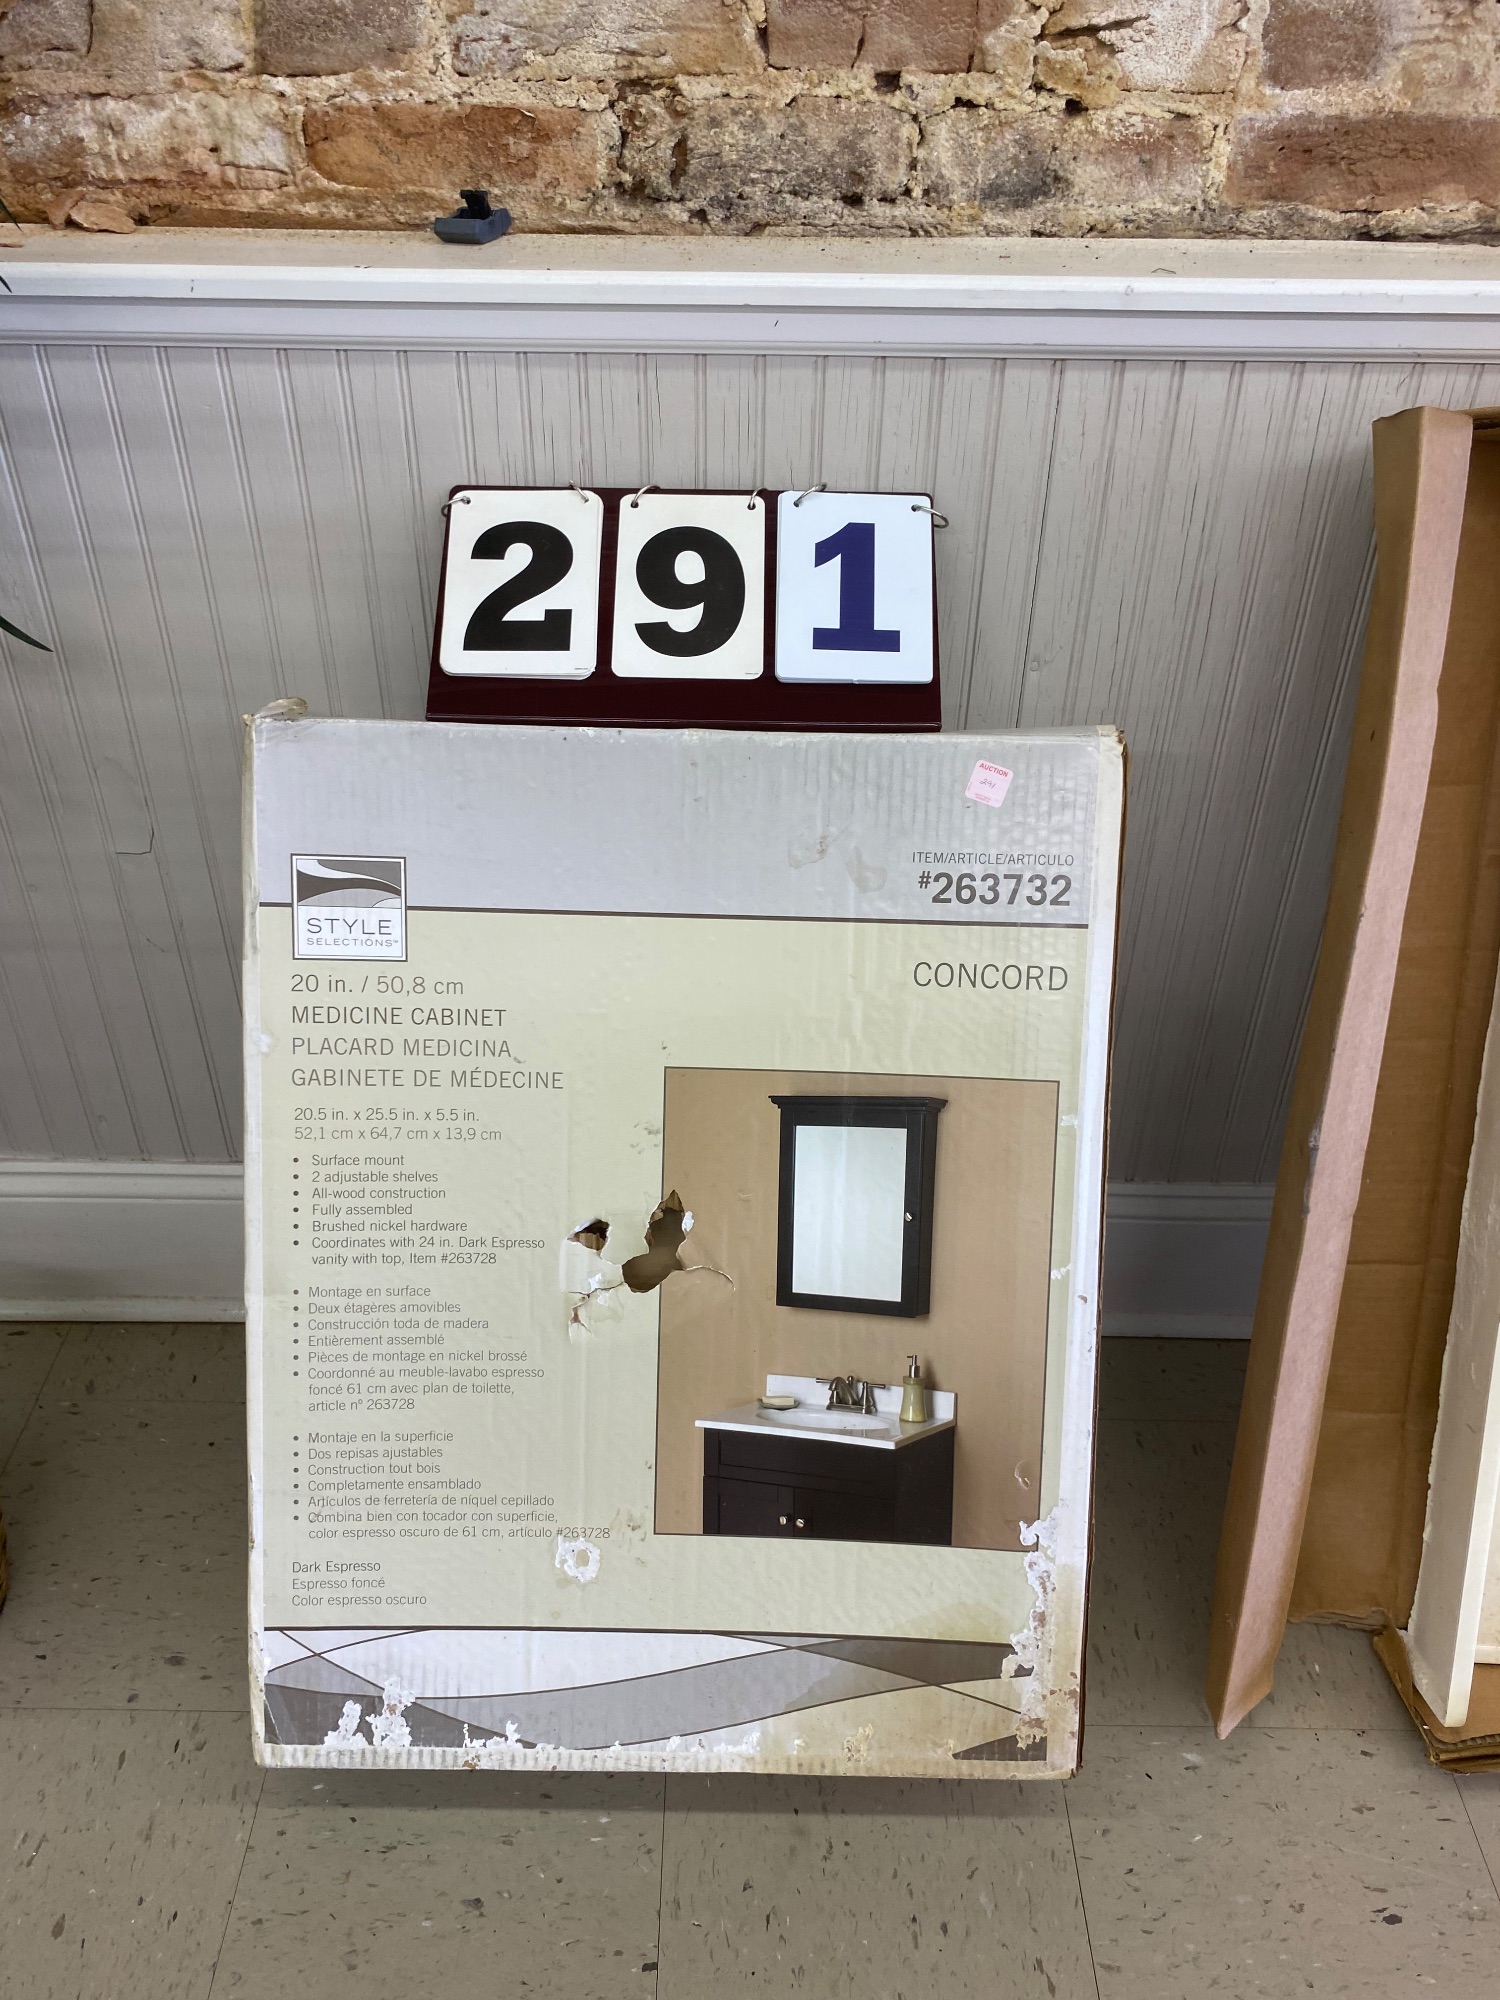 2 9 1
AUCTION
291
ITEM/ARTICLE/ARTICULO
#263732
STYLE
SELECTIONS™
CONCORD
20 in. / 50,8 cm
MEDICINE CABINET
PLACARD MEDICINA
GABINETE DE MÉDECINE
20.5 in. x 25.5 in. x 5.5 in.
52,1 cm x 64,7 cm x 13,9 cm
• Surface mount
• 2 adjustable shelves
• All-wood construction
• Fully assembled
• Brushed nickel hardware
• Coordinates with 24 in. Dark Espresso
vanity with top, Item #263728
• Montage en surface
• Deux étagères amovibles
• Construcción toda de madera
• Entièrement assemblé
• Pièces de montage en nickel brossé
• Coordonné au meuble-lavabo espresso
foncé 61 cm avec plan de toilette,
article nº 263728
• Montaje en la superficie
• Dos repisas ajustables
• Construction tout bois
• Completamente ensamblado
• Artículos de ferretería de níquel cepillado
• Combina bien con tocador con superficie,
color espresso oscuro de 61 cm, artículo #263728
Dark Espresso
Espresso foncé
Color espresso oscuro